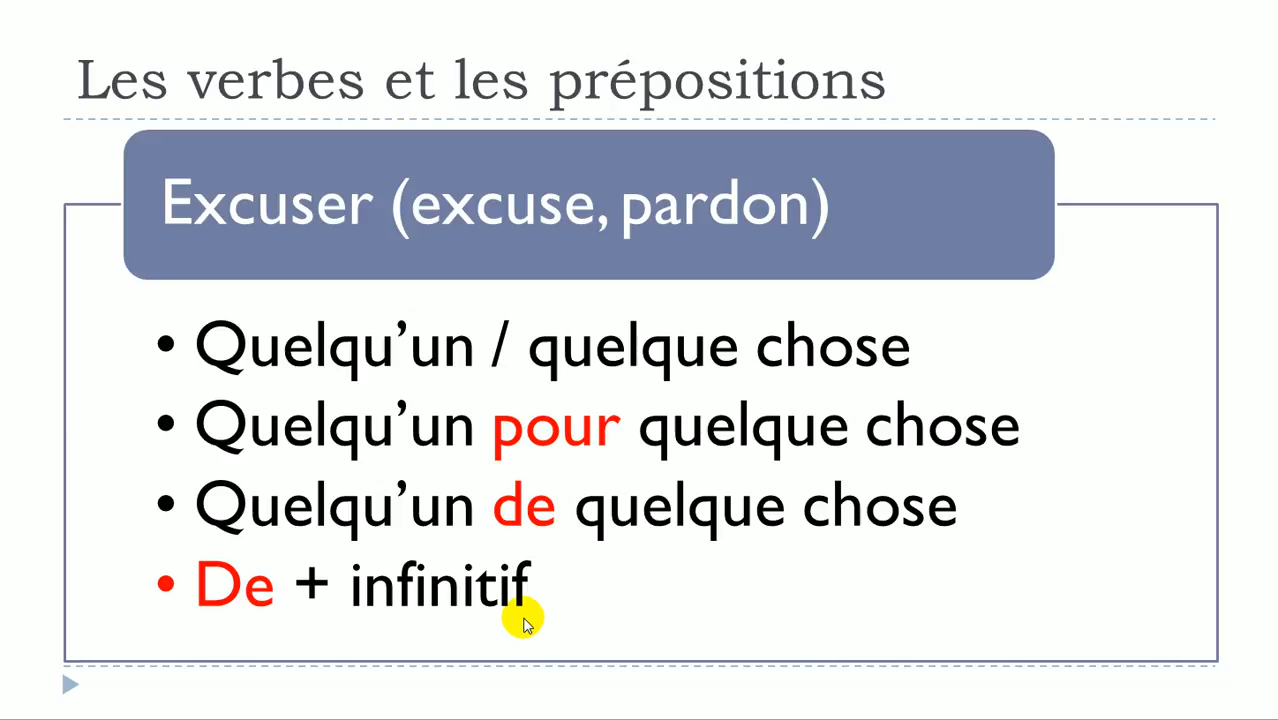 Les verbes et les prépositions
Excuser (excuse, pardon)
• Quelqu’un / quelque chose
• Quelqu’un pour quelque chose
• Quelqu’un de quelque chose
• De + infinitif